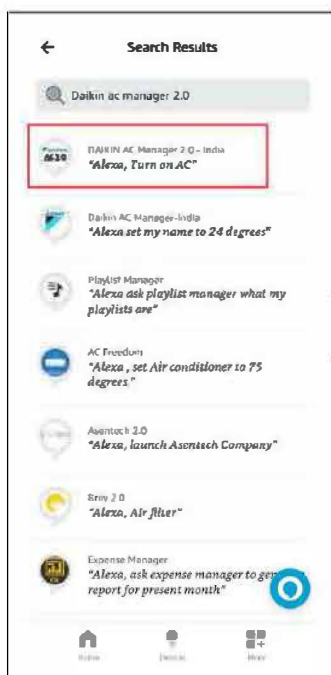 Search Results
Daikin ac manager 2.0
DAIKIN AC Manager 2.0 - India
"Alexa, Turn on AC"
Daikin AC Manager-India
"Alexa set my name to 24 degrees"
Playlist Manager
"Alexa ask playlist manager what my
playlists are"
AC Freedom
"Alexa , set Air conditioner to 75
degrees "
Asentech 2.0
"Alexa, launch Asentech Company"
2.0
"Alexa, Air filter"
Expense Manager
"Alexa, ask expense manager to
report for present month"
Home
Devices
More